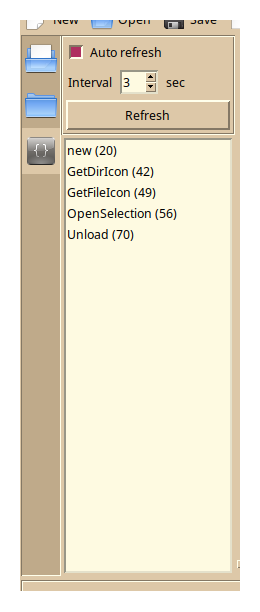 New Open Save
Auto refresh
Interval 3 sec
Refresh
new (20)
GetDirIcon (42)
GetFileIcon (49)
OpenSelection (56)
Unload (70)